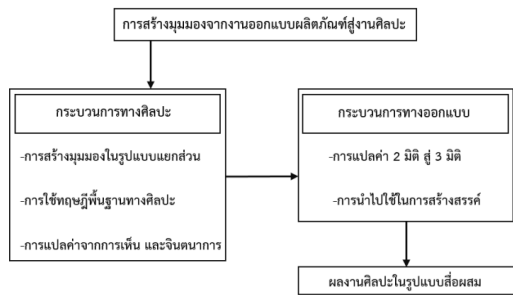 การสร้างมุมมองจากงานออกแบบผลิตภัณฑ์สู่งานศิลปะ
กระบวนการทางศิลปะ
-การสร้างมุมมองในรูปแบบแยกส่วน
-การใช้ทฤษฎีพื้นฐานทางศิลปะ
-การแปลค่าจากการเห็น และจินตนาการ
กระบวนการทางออกแบบ
-การแปลค่า 2 มิติ สู่ 3 มิติ
-การนำไปใช้ในการสร้างสรรค์
ผลงานศิลปะในรูปแบบสื่อผสม